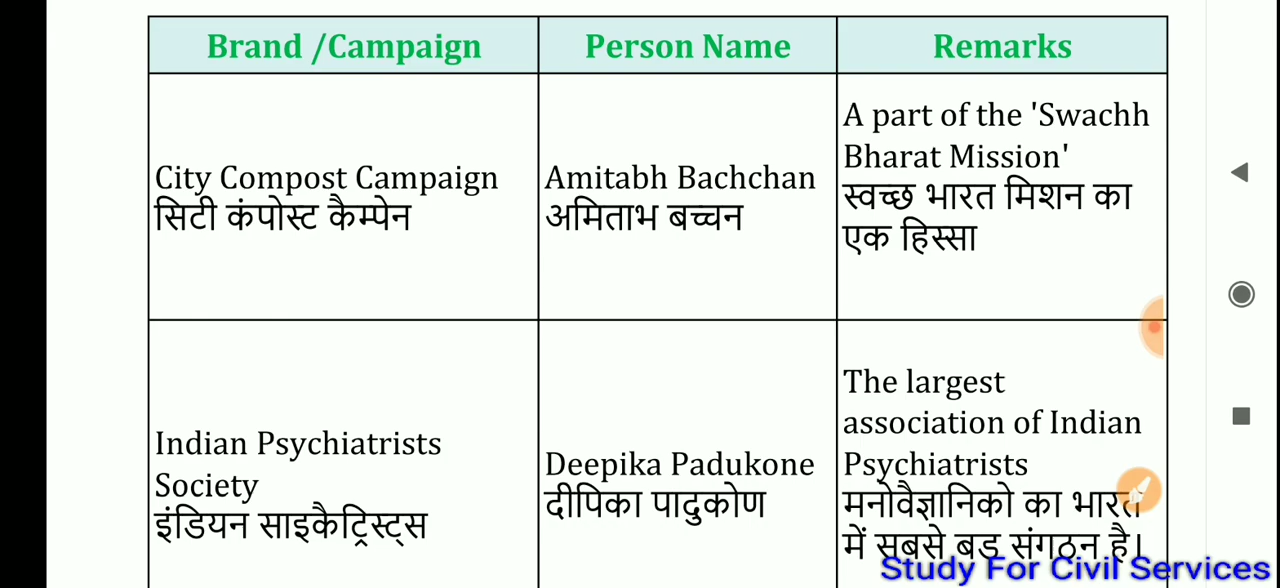 Brand /Campaign
Person Name
Remarks
City Compost Campaign
सिटी कंपोस्ट कैम्पेन
Amitabh Bachchan
अमिताभ बच्चन
A part of the 'Swachh
Bharat Mission'
स्वच्छ भारत मिशन का
एक हिस्सा
Indian Psychiatrists
Society
इंडियन साइकैट्रिस्ट्स
Deepika Padukone
दीपिका पादुकोण
The largest
association of Indian
Psychiatrists
मनोवैज्ञानिको का भारत
में सबसे बड़ संगठन है।
Study For Civil Services